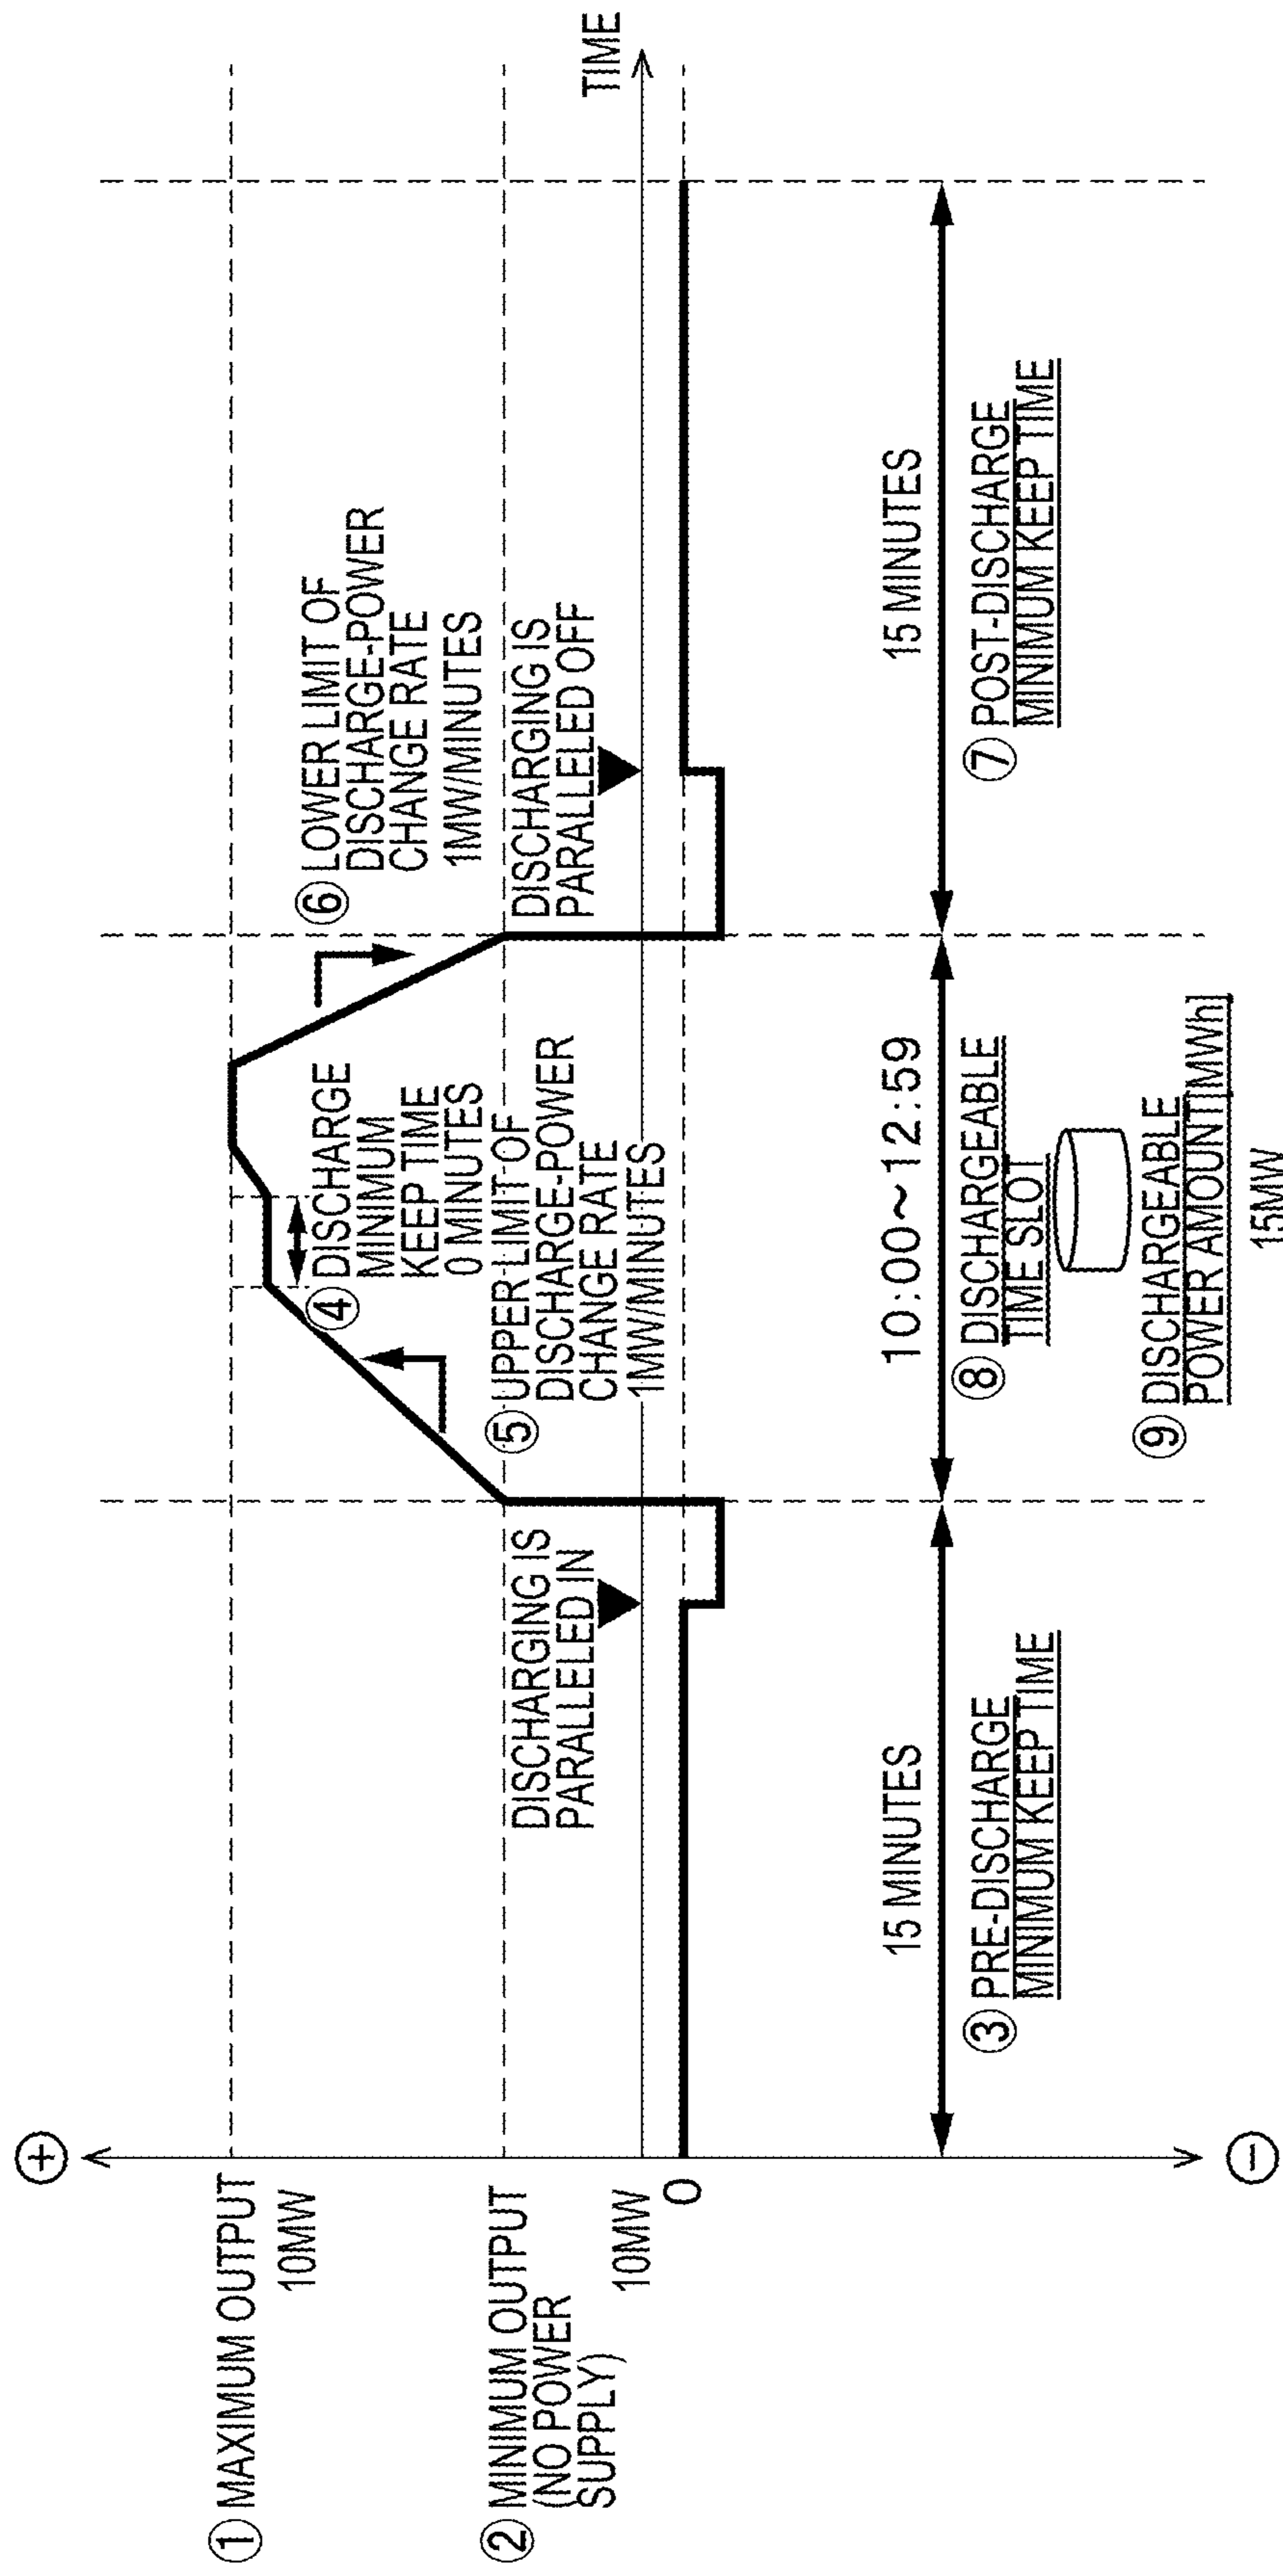 +
① MAXIMUM OUTPUT
10MW
② MINIMUM OUTPUT
(NO POWER
SUPPLY)
10MW
0
−
TIME
DISCHARGING IS
PARALLELED IN
④ DISCHARGE
MINIMUM
KEEP TIME
0 MINUTES
⑤ UPPER LIMIT OF
DISCHARGE-POWER
CHANGE RATE
1MW/MINUTES
⑥ LOWER LIMIT OF
DISCHARGE-POWER
CHANGE RATE
1MW/MINUTES
DISCHARGING IS
PARALLELED OFF
15 MINUTES
③ PRE-DISCHARGE
MINIMUM KEEP TIME
10:00~12:59
⑧ DISCHARGEABLE
TIME SLOT
⑨ DISCHARGEABLE
POWER AMOUNT[MWh]
15MW
15 MINUTES
⑦ POST-DISCHARGE
MINIMUM KEEP TIME